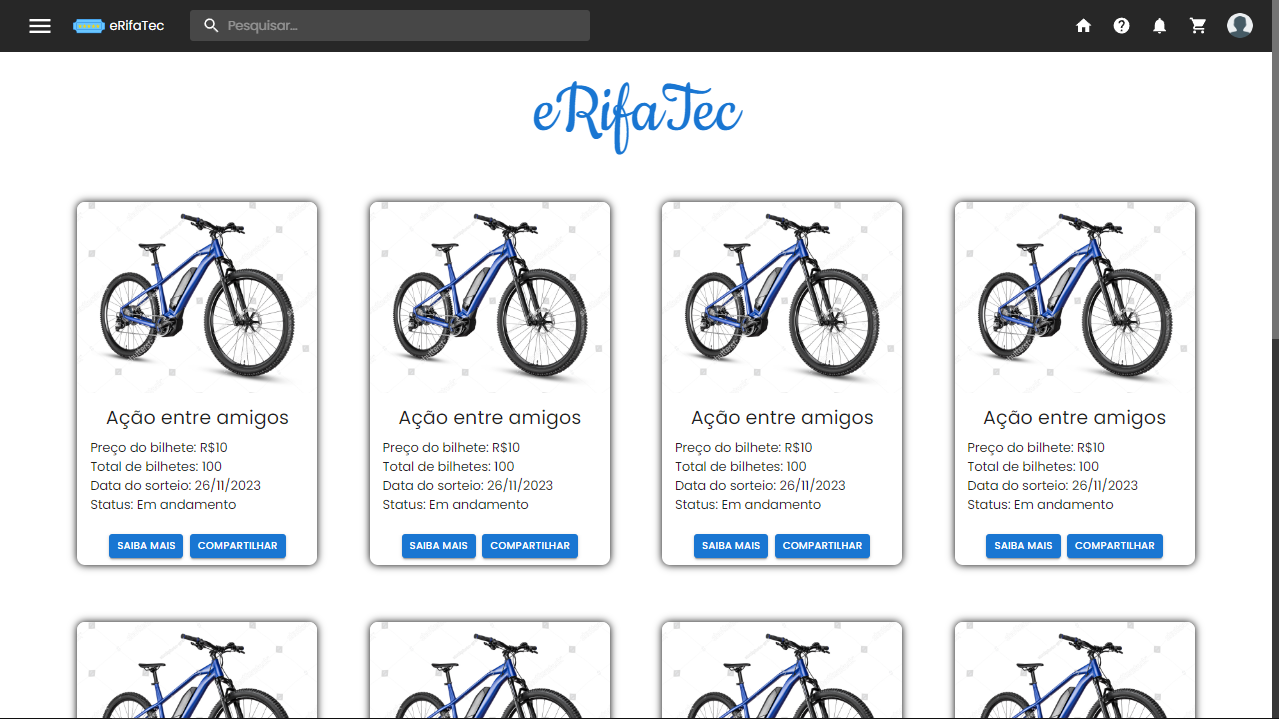 eRifaTec
Pesquisar...
eRifaTec
Ação entre amigos
Preço do bilhete: R$10
Total de bilhetes: 100
Data do sorteio: 26/11/2023
Status: Em andamento
SAIBA MAIS
COMPARTILHAR
Ação entre amigos
Preço do bilhete: R$10
Total de bilhetes: 100
Data do sorteio: 26/11/2023
Status: Em andamento
SAIBA MAIS
COMPARTILHAR
Ação entre amigos
Preço do bilhete: R$10
Total de bilhetes: 100
Data do sorteio: 26/11/2023
Status: Em andamento
SAIBA MAIS
COMPARTILHAR
Ação entre amigos
Preço do bilhete: R$10
Total de bilhetes: 100
Data do sorteio: 26/11/2023
Status: Em andamento
SAIBA MAIS
COMPARTILHAR